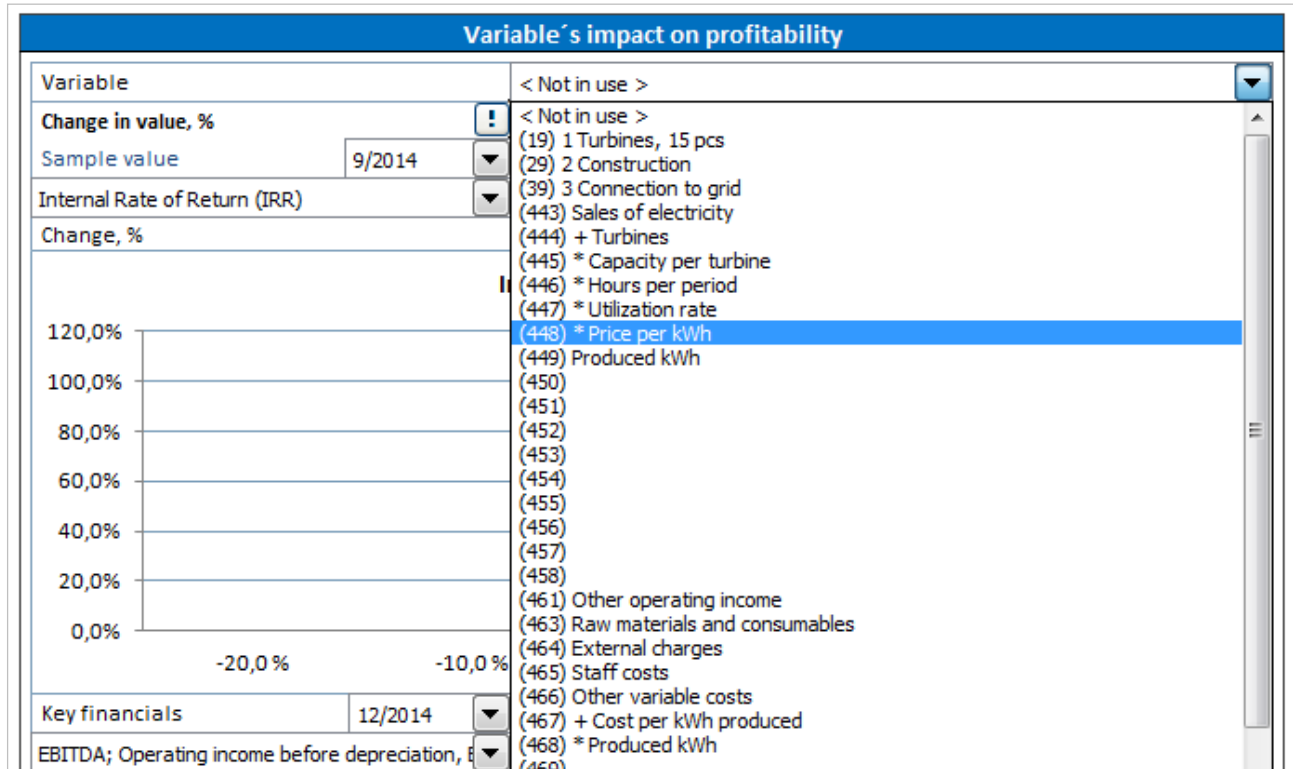 Variable´s impact on profitability
Variable
< Not in use >
Change in value, %
!
Sample value
9/2014
Internal Rate of Return (IRR)
Change, %
120,0%
100,0%
80,0%
60,0%
40,0%
20,0%
0,0%
-20,0 %
-10,0 %
Key financials
12/2014
EBITDA; Operating income before depreciation,
< Not in use >
(19) 1 Turbines, 15 pcs
(29) 2 Construction
(39) 3 Connection to grid
(443) Sales of electricity
(444) + Turbines
(445) * Capacity per turbine
(446) * Hours per period
(447) * Utilization rate
(448) * Price per kWh
(449) Produced kWh
(450)
(451)
(452)
(453)
(454)
(455)
(456)
(457)
(458)
(461) Other operating income
(463) Raw materials and consumables
(464) External charges
(465) Staff costs
(466) Other variable costs
(467) + Cost per kWh produced
(468) * Produced kWh
(469)